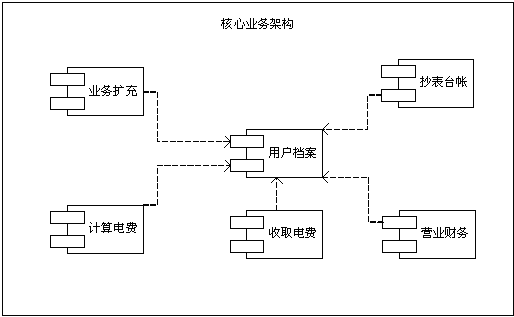 核心业务架构
抄表台帐
业务扩充
用户档案
计算电费
收取电费
营业财务